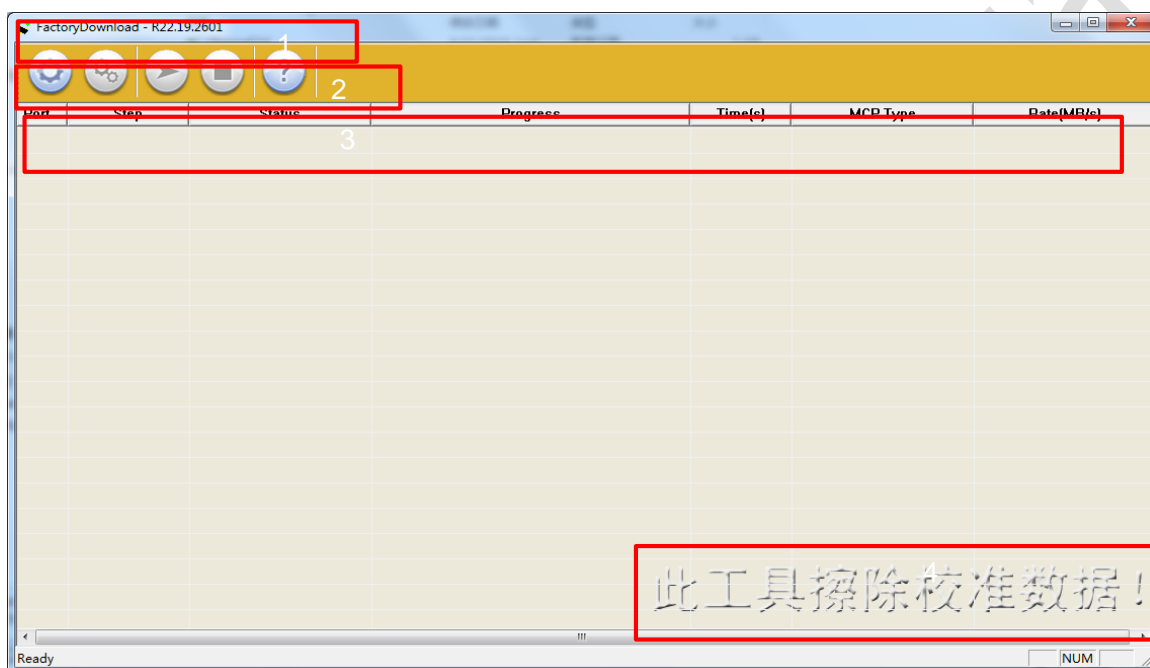 FactoryDownload - R22.19.2601
1
2
Port Step Status Progress Time(s) MCP Type Rate(MB/s)
3
此工具擦除校准数据!
4
Ready NUM